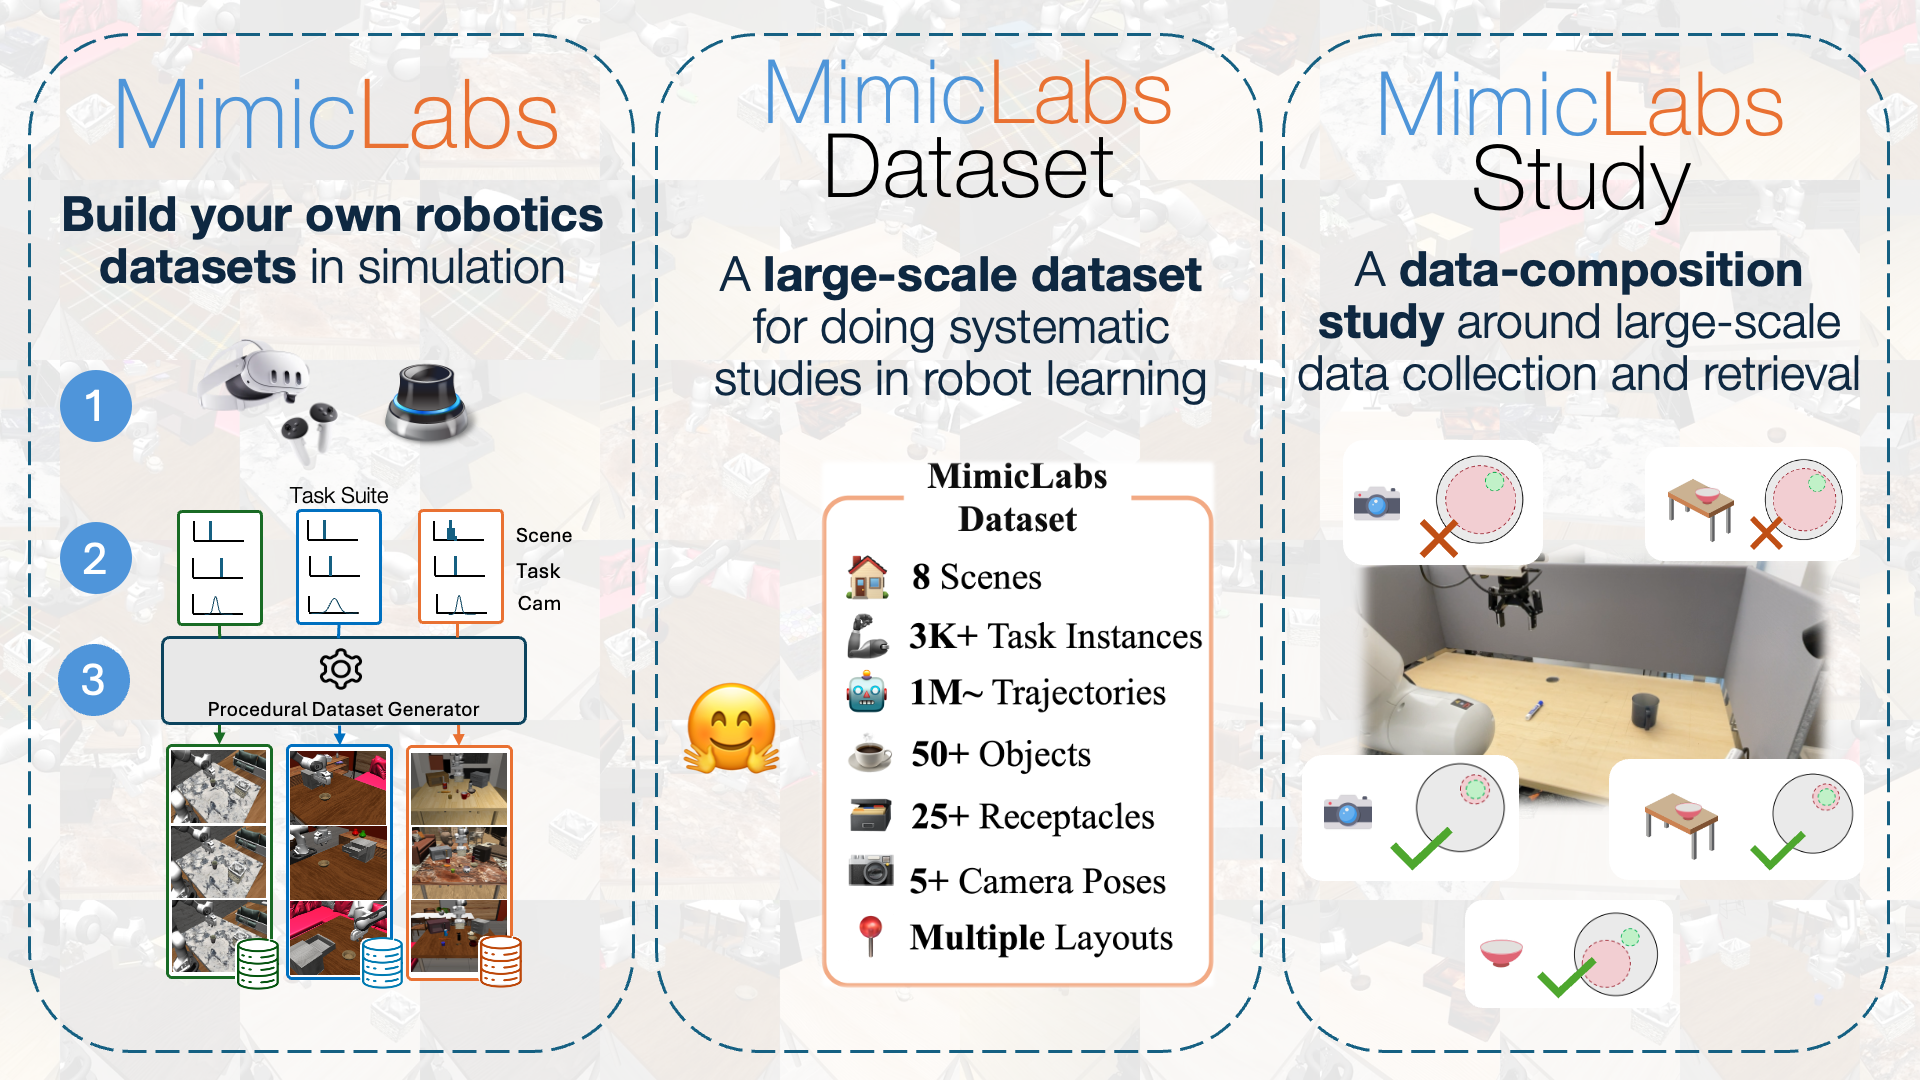 MimicLabs
Build your own robotics
datasets in simulation
1
Task Suite
2
Scene
Task
Cam
3
Procedural Dataset Generator
MimicLabs
Dataset
A large-scale dataset
for doing systematic
studies in robot learning
MimicLabs
Dataset
8 Scenes
3K+ Task Instances
1M~ Trajectories
50+ Objects
25+ Receptacles
5+ Camera Poses
Multiple Layouts
MimicLabs
Study
A data-composition
study around large-scale
data collection and retrieval